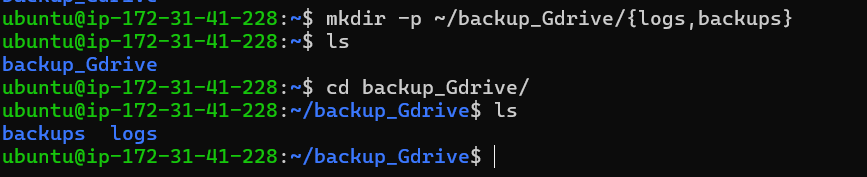 ubuntu@ip-172-31-41-228:~$ mkdir -p ~/backup_Gdrive/{logs,backups}
ubuntu@ip-172-31-41-228:~$ ls
backup_Gdrive
ubuntu@ip-172-31-41-228:~$ cd backup_Gdrive/
ubuntu@ip-172-31-41-228:~/backup_Gdrive$ ls
backups  logs
ubuntu@ip-172-31-41-228:~/backup_Gdrive$